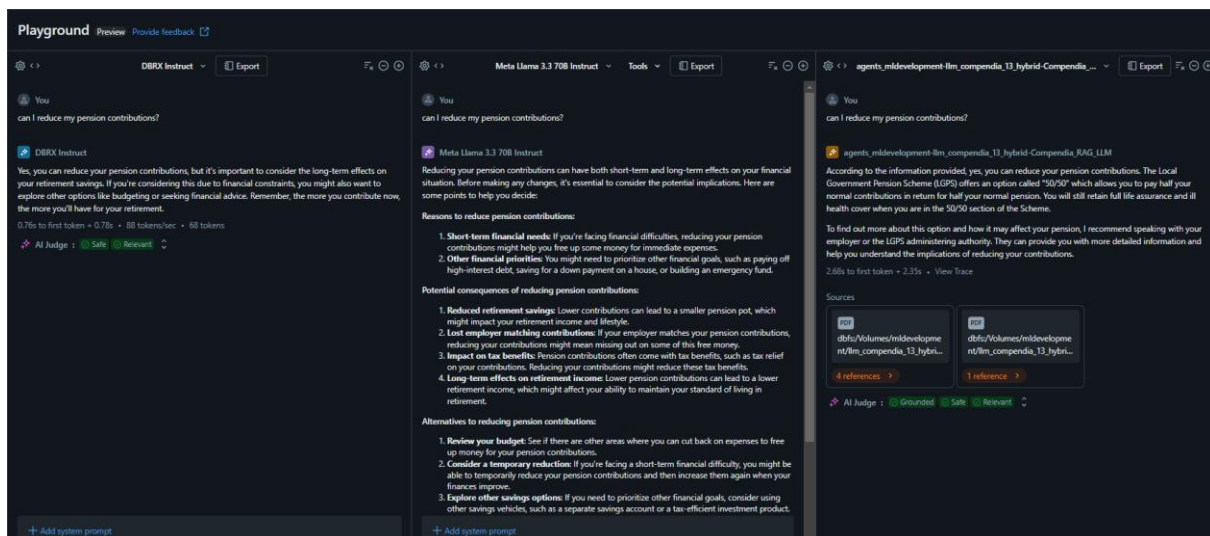 Playground Preview Provide feedback
DBRX Instruct Export
You
can I reduce my pension contributions?
DBRX Instruct
Yes, you can reduce your pension contributions, but it's important to consider the long-term effects on
your retirement savings. If you're considering this due to financial constraints, you might also want to
explore other options like budgeting or seeking financial advice. Remember, the more you contribute now,
the more you'll have for your retirement.
0.76s to first token + 0.78s • 88 tokens/sec • 68 tokens
AI Judge : Safe Relevant
+ Add system prompt
Meta Llama 3.3 70B Instruct Tools Export
You
can I reduce my pension contributions?
Meta Llama 3.3 70B Instruct
Reducing your pension contributions can have both short-term and long-term effects on your financial
situation. Before making any changes, it's essential to consider the potential implications. Here are
some points to help you decide:
Reasons to reduce pension contributions:
1. Short-term financial needs: If you're facing financial difficulties, reducing your pension
contributions might help you free up some money for immediate expenses.
2. Other financial priorities: You might need to prioritize other financial goals, such as paying off
high-interest debt, saving for a down payment on a house, or building an emergency fund.
Potential consequences of reducing pension contributions:
1. Reduced retirement savings: Lower contributions can lead to a smaller pension pot, which
might impact your retirement income and lifestyle.
2. Lost employer matching contributions: If your employer matches your pension contributions,
reducing your contributions might mean missing out on some of this free money.
3. Impact on tax benefits: Pension contributions often come with tax benefits, such as tax relief
on your contributions. Reducing your contributions might reduce these tax benefits.
4. Long-term effects on retirement income: Lower pension contributions can lead to a lower
retirement income, which might affect your ability to maintain your standard of living in
retirement.
Alternatives to reducing pension contributions:
1. Review your budget: See if there are other areas where you can cut back on expenses to free
up money for your pension contributions.
2. Consider a temporary reduction: If you're facing a short-term financial difficulty, you might be
able to temporarily reduce your pension contributions and then increase them again when your
finances improve.
3. Explore other savings options: If you need to prioritize other financial goals, consider using
other savings vehicles, such as a separate savings account or a tax-efficient investment product.
+ Add system prompt
agents_mldevelopment-llm_compendia_13_hybrid-Compendia_... Export
You
can I reduce my pension contributions?
agents_mldevelopment-llm_compendia_13_hybrid-Compendia_RAG_LLM
According to the information provided, yes, you can reduce your pension contributions. The Local
Government Pension Scheme (LGPS) offers an option called "50/50" which allows you to pay half your
normal contributions in return for half your normal pension. You will still retain full life assurance and ill
health cover when you are in the 50/50 section of the Scheme.
To find out more about this option and how it may affect your pension, I recommend speaking with your
employer or the LGPS administering authority. They can provide you with more detailed information and
help you understand the implications of reducing your contributions.
2.68s to first token + 2.35s • View Trace
Sources
PDF
dbfs:/Volumes/mldevelopme
nt/llm_compendia_13_hybri...
4 references >
PDF
dbfs:/Volumes/mldevelopme
nt/llm_compendia_13_hybri...
1 reference >
AI Judge : Grounded Safe Relevant